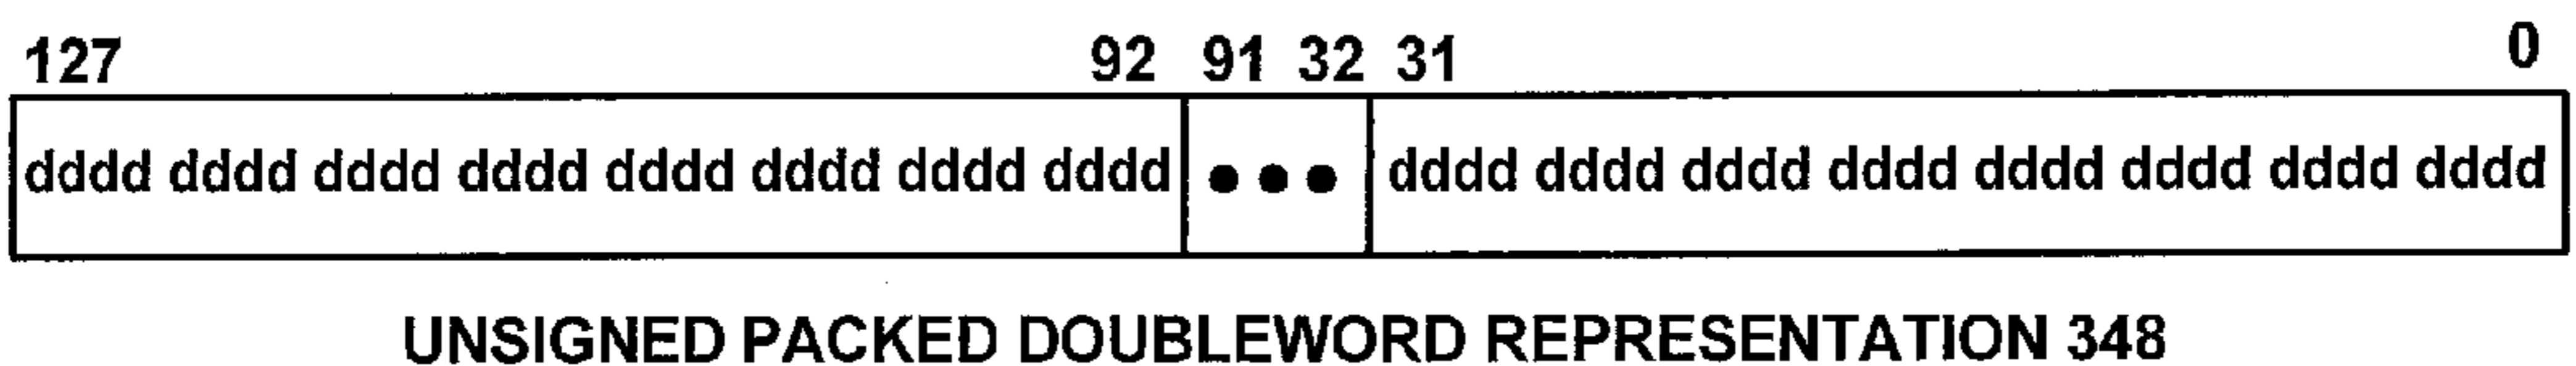 127 92 91 32 31 0
dddd dddd dddd dddd dddd dddd dddd dddd ●●● dddd dddd dddd dddd dddd dddd dddd dddd
UNSIGNED PACKED DOUBLEWORD REPRESENTATION 348